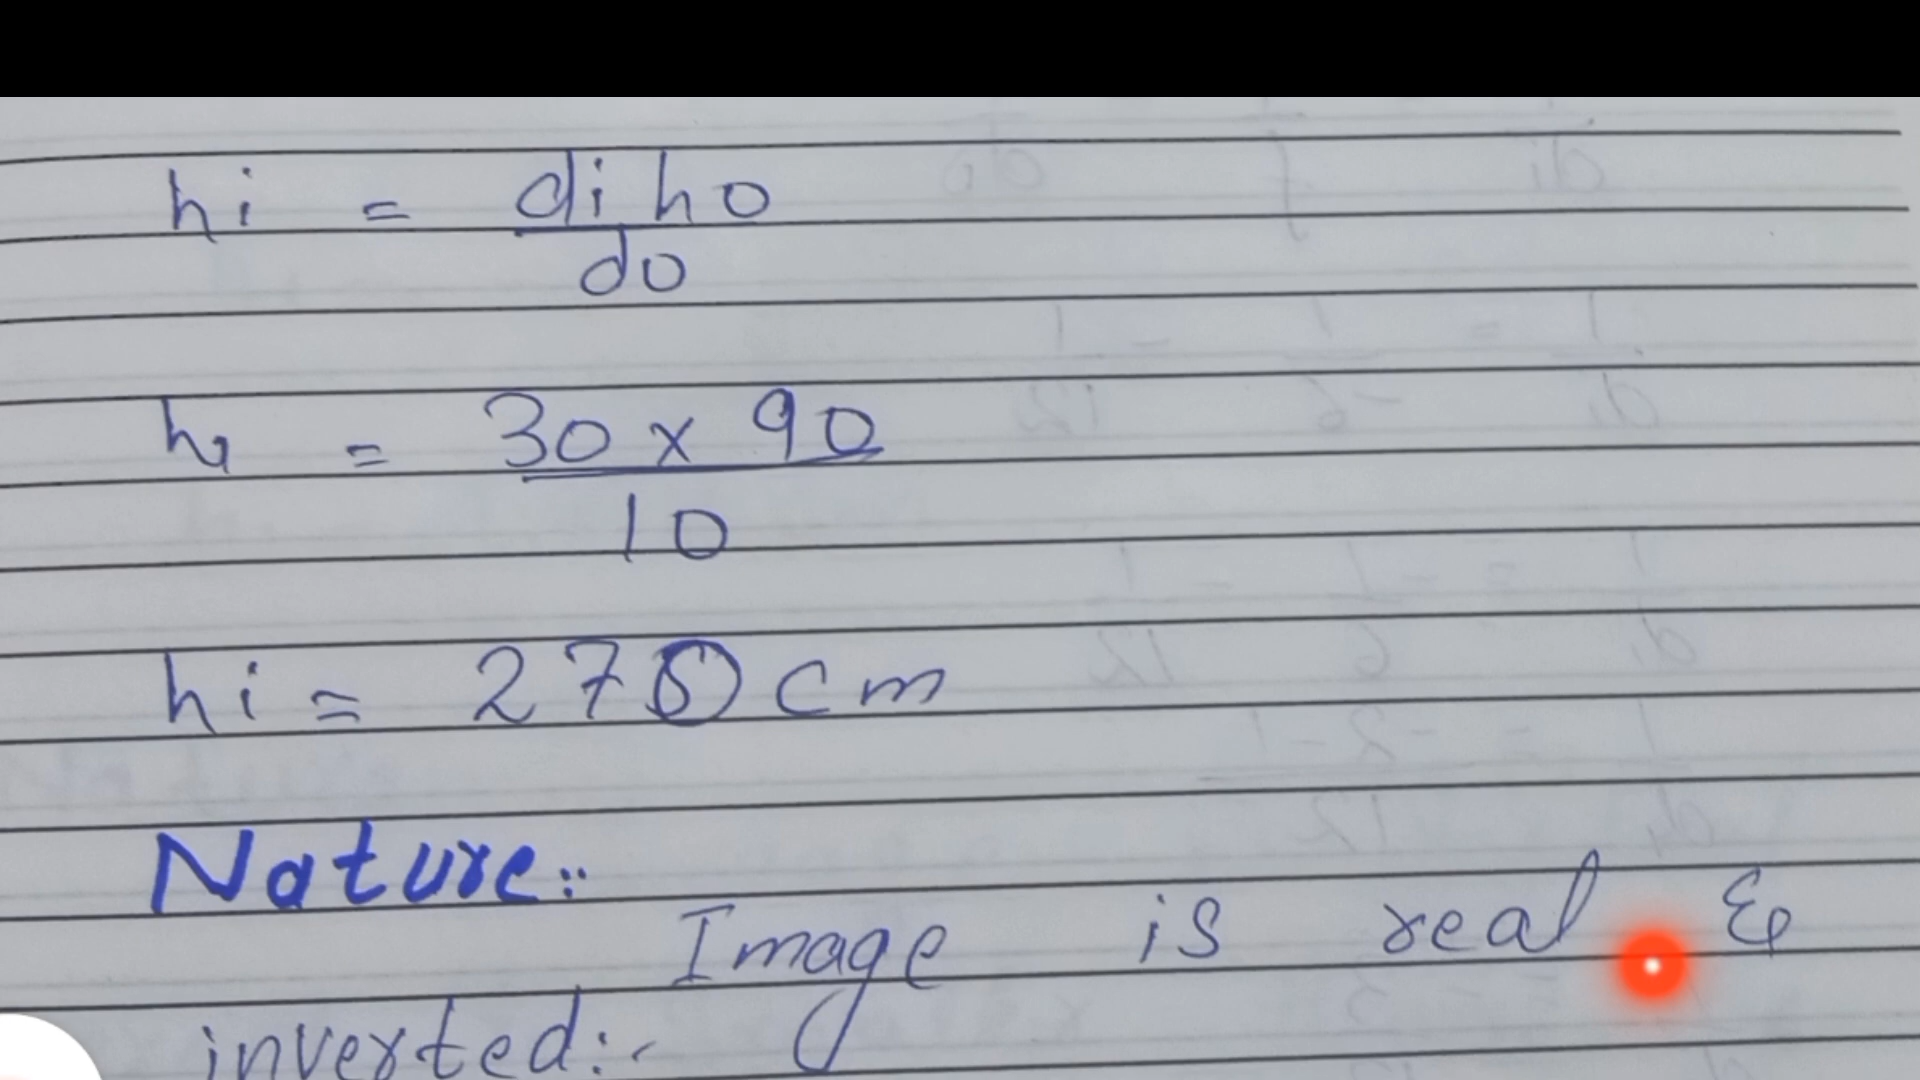 hi = di ho
do
hi = 30 x 90
10
hi = 270 cm
Nature::
Image is real &
inverted:-